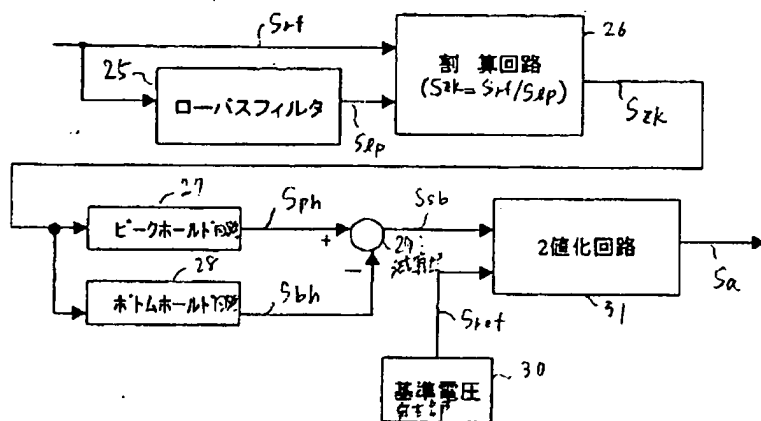 Srf
26
25
割算回路
(Szk=Srf/Slp)
ローパスフィルタ
Slp
Szk
27
ピークホールド回路
Sph
Ssb
+
29:
減算器
2値化回路
Sa
28
−
ボトムホールド回路
Sbh
31
Sref
30
基準電圧
発生部